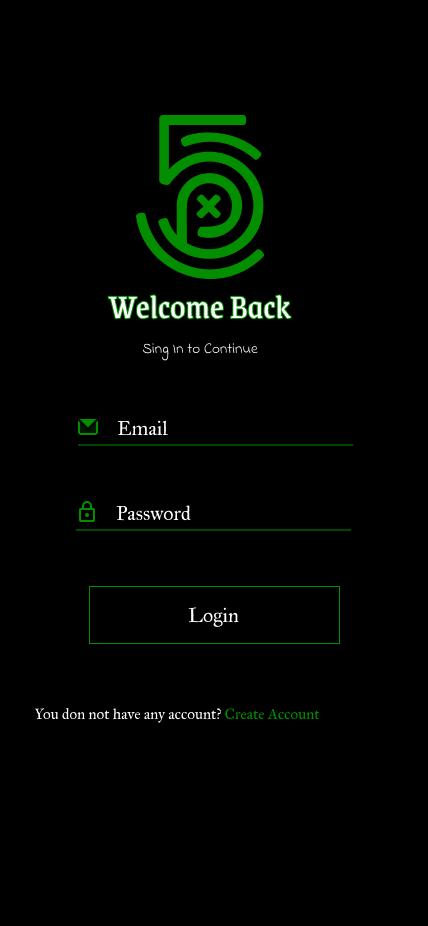 Welcome Back
Sing In to Continue
Email
Password
Login
You don not have any account? Create Account